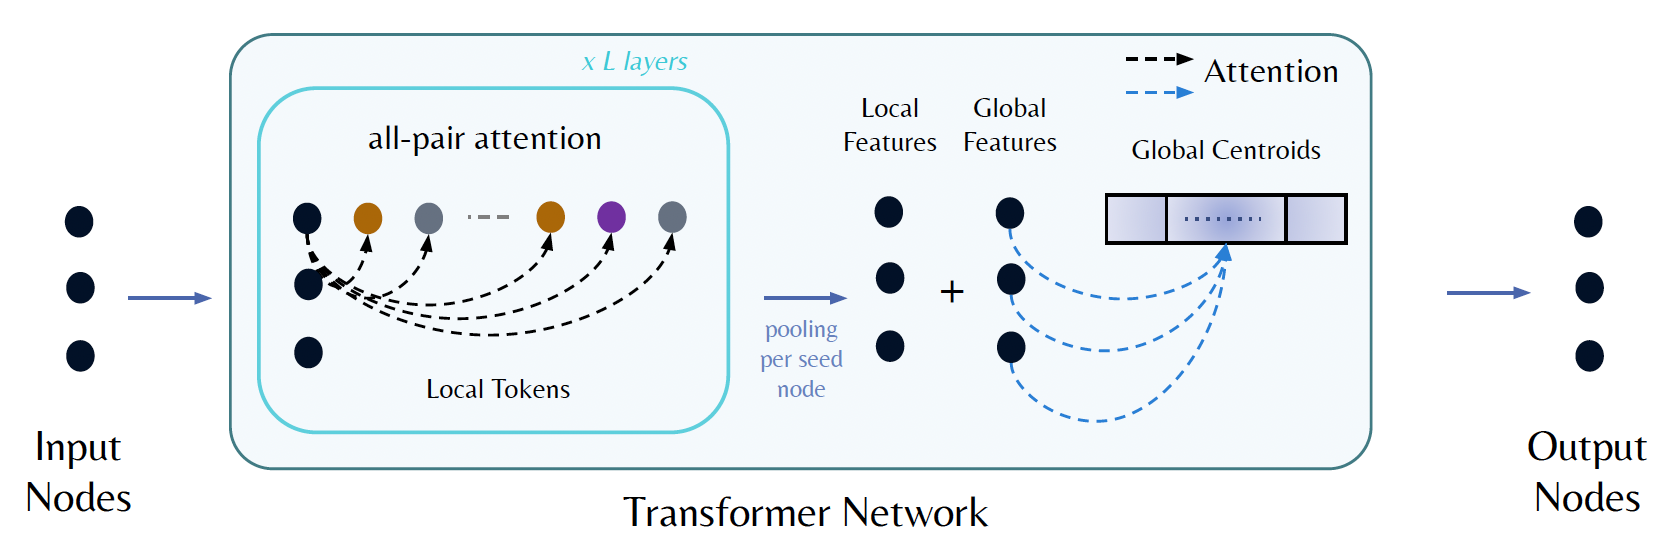 x L layers
all-pair attention
Local Tokens
pooling
per seed
node
Local
Features
Global
Features
+
Attention
Global Centroids
Input
Nodes
Output
Nodes
Transformer Network